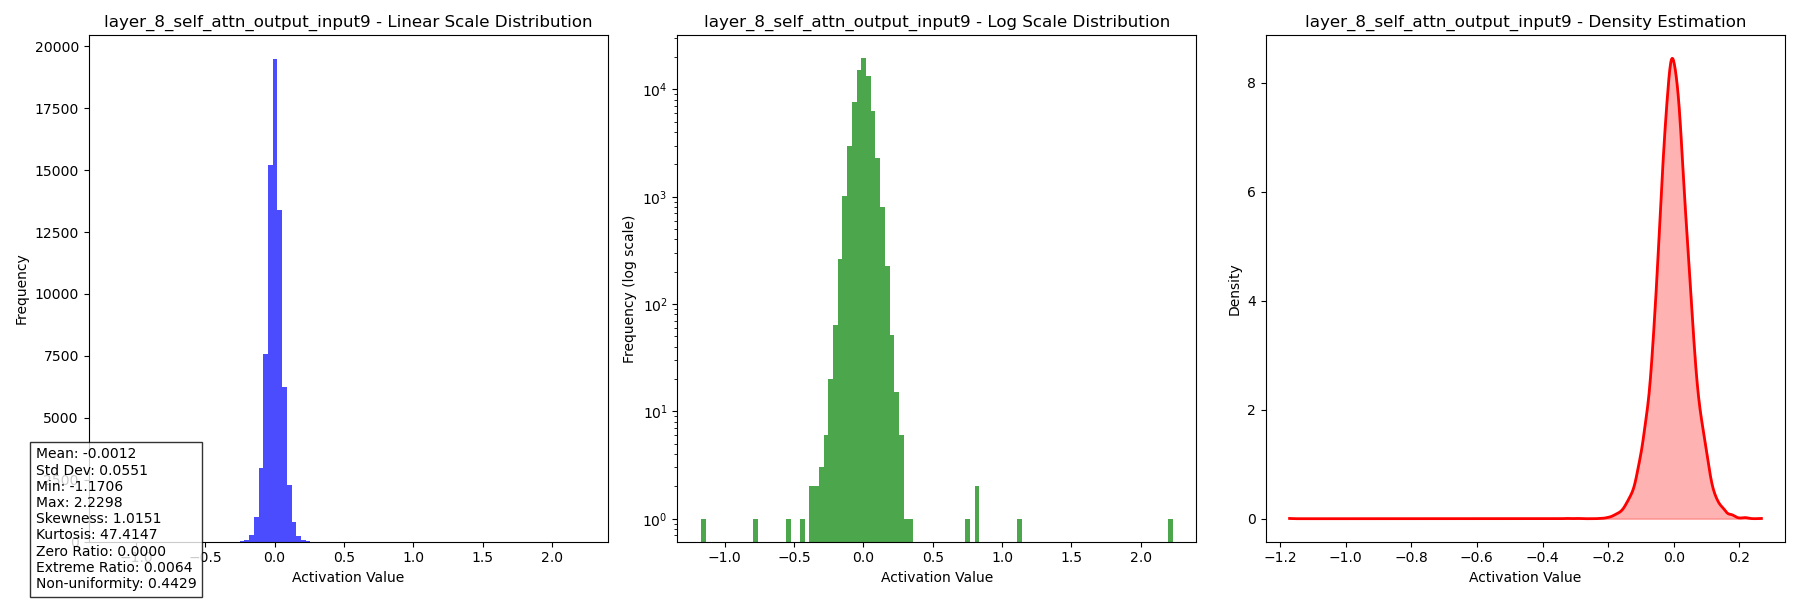 layer_8_self_attn_output_input9 - Linear Scale Distribution
Frequency
20000
17500
15000
12500
10000
7500
5000
Mean: -0.0012
Std Dev: 0.0551
Min: -1.1706
Max: 2.2298
Skewness: 1.0151
Kurtosis: 47.4147
Zero Ratio: 0.0000
Extreme Ratio: 0.0064
Non-uniformity: 0.4429
0.0 0.5 1.0 1.5 2.0
Activation Value
layer_8_self_attn_output_input9 - Log Scale Distribution
Frequency (log scale)
10^4
10^3
10^2
10^1
10^0
−1.0 −0.5 0.0 0.5 1.0 1.5 2.0
Activation Value
layer_8_self_attn_output_input9 - Density Estimation
Density
8
6
4
2
0
−1.2 −1.0 −0.8 −0.6 −0.4 −0.2 0.0 0.2
Activation Value